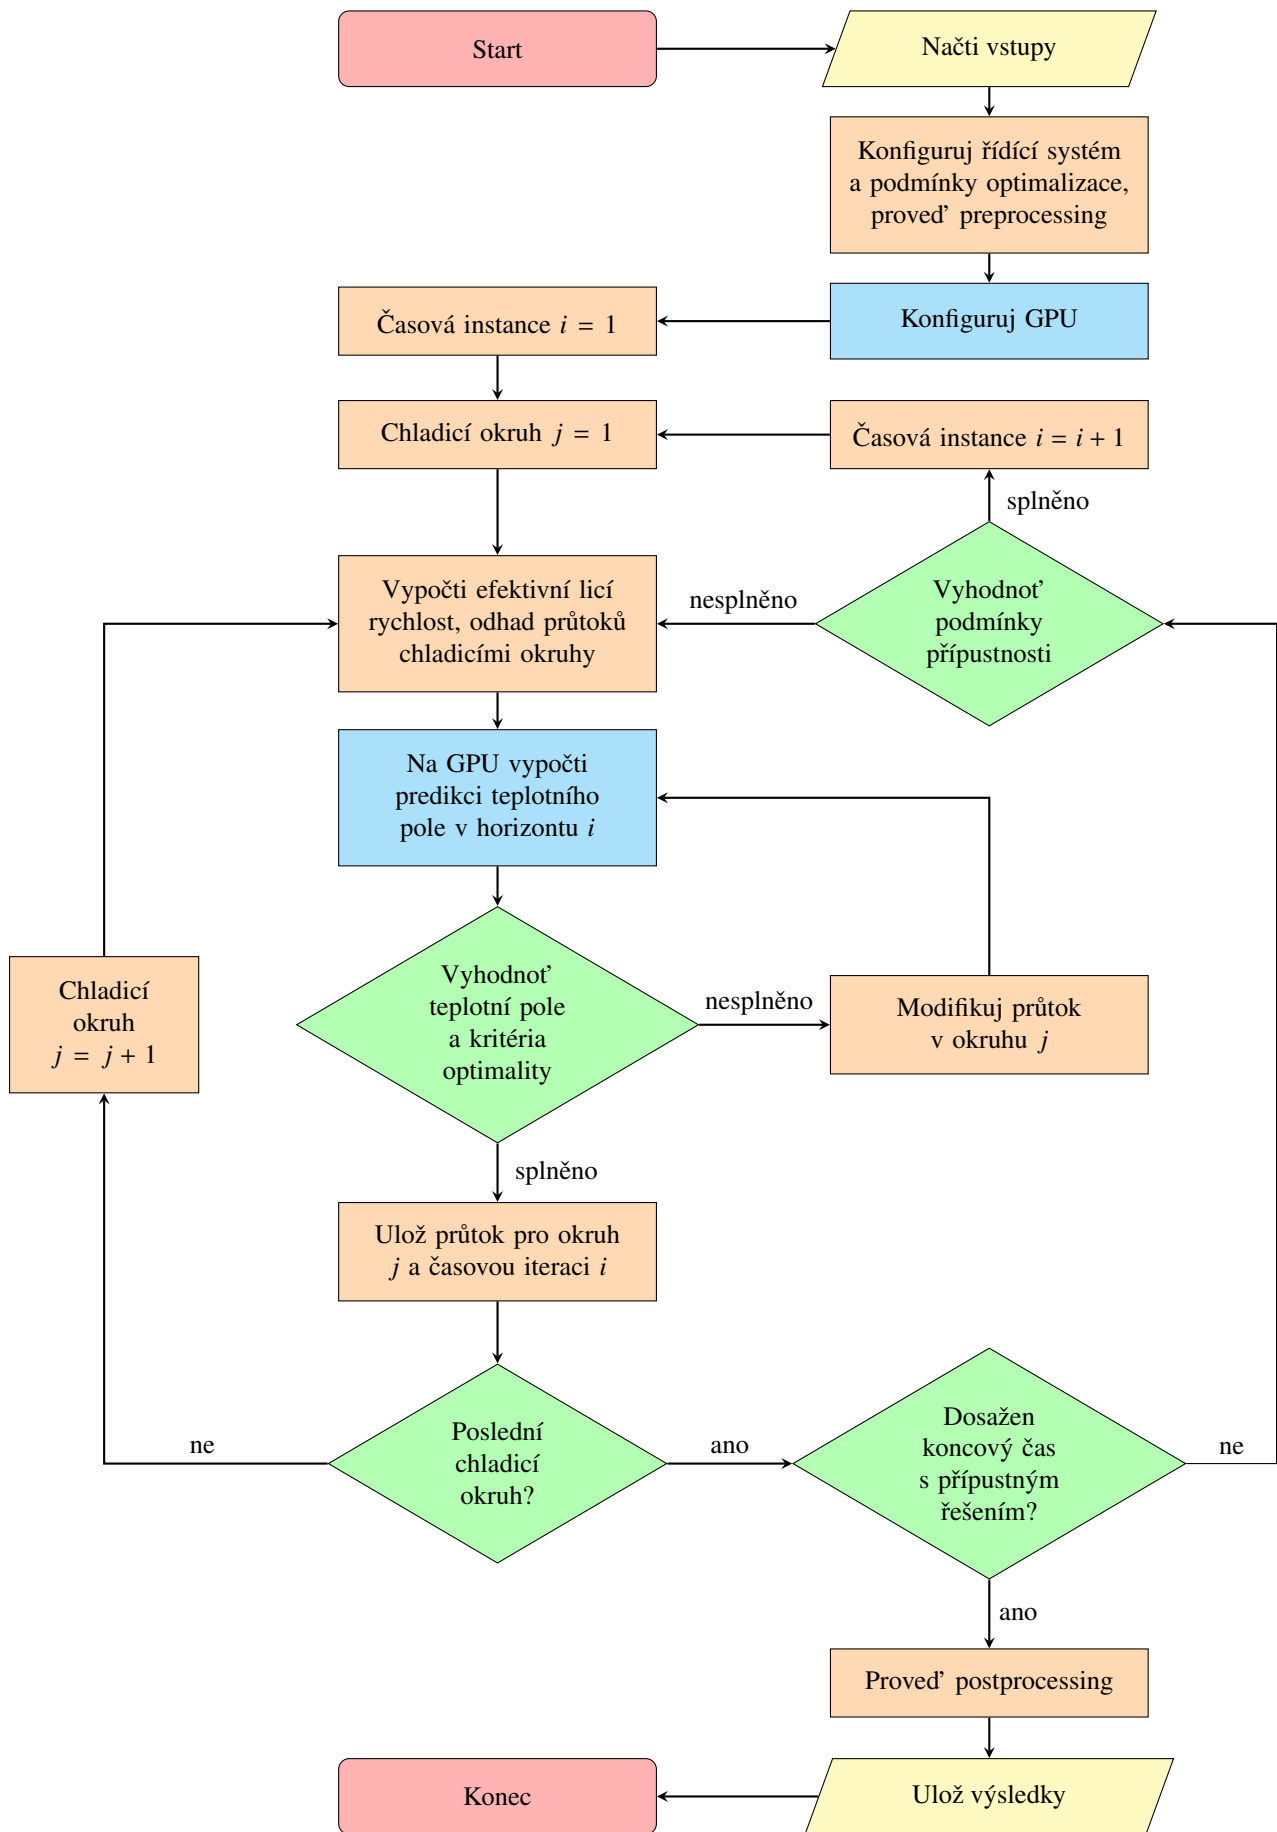 Start
Načti vstupy
Konfiguruj řídící systém
a podmínky optimalizace,
proveď preprocessing
Konfiguruj GPU
Časová instance i = 1
Chladicí okruh j = 1
Časová instance i = i + 1
splněno
Vypočti efektivní licí
rychlost, odhad průtoků
chladicími okruhy
nesplněno
Vyhodnoť
podmínky
přípustnosti
Na GPU vypočti
predikci teplotního
pole v horizontu i
Chladicí
okruh
j = j + 1
Vyhodnoť
teplotní pole
a kritéria
optimality
nesplněno
Modifikuj průtok
v okruhu j
splněno
Ulož průtok pro okruh
j a časovou iteraci i
ne
Poslední
chladicí
okruh?
ano
Dosažen
koncový čas
s přípustným
řešením?
ne
ano
Proveď postprocessing
Konec
Ulož výsledky